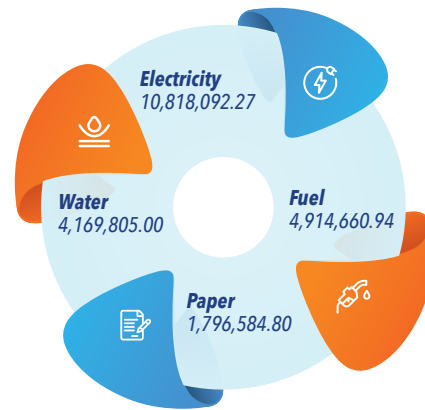 Electricity
10,818,092.27
Water
4,169,805.00
Fuel
4,914,660.94
Paper
1,796,584.80